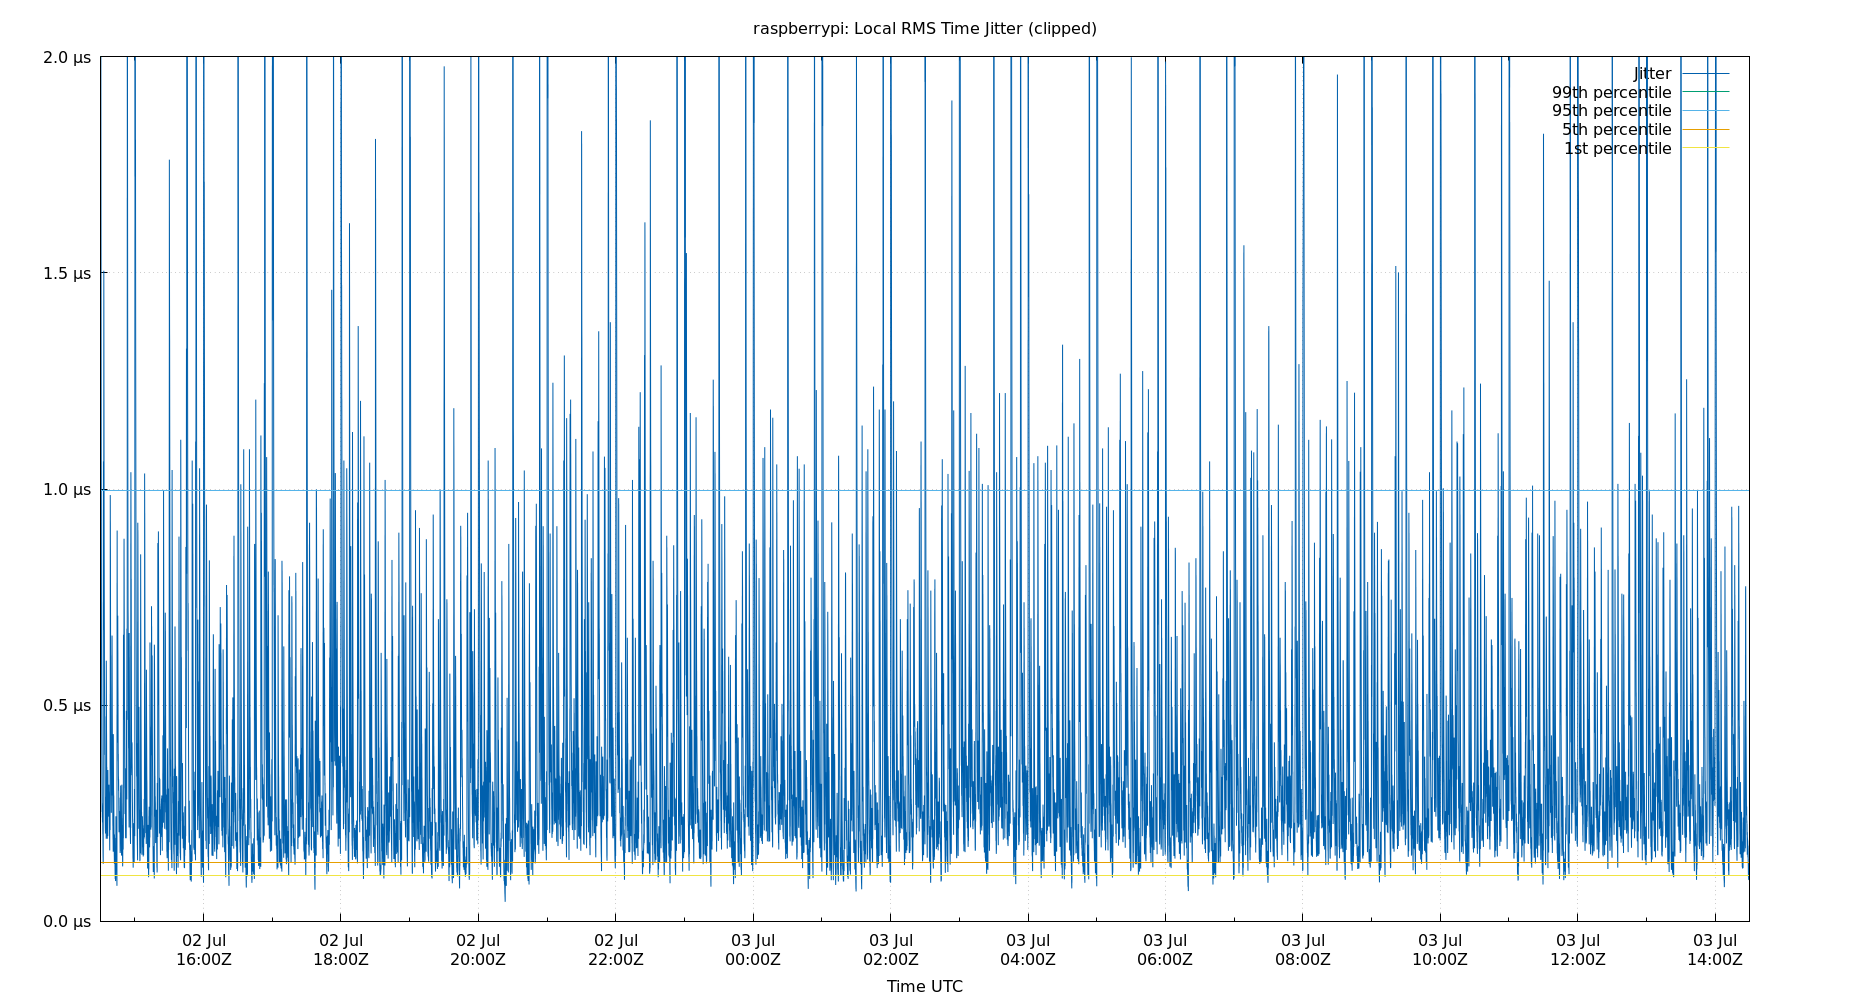 raspberrypi: Local RMS Time Jitter (clipped)
2.0 µs
1.5 µs
1.0 µs
0.5 µs
0.0 µs
Jitter
99th percentile
95th percentile
5th percentile
1st percentile
02 Jul 02 Jul 02 Jul 02 Jul 03 Jul 03 Jul 03 Jul 03 Jul 03 Jul 03 Jul 03 Jul 03 Jul
16:00Z 18:00Z 20:00Z 22:00Z 00:00Z 02:00Z 04:00Z 06:00Z 08:00Z 10:00Z 12:00Z 14:00Z
Time UTC